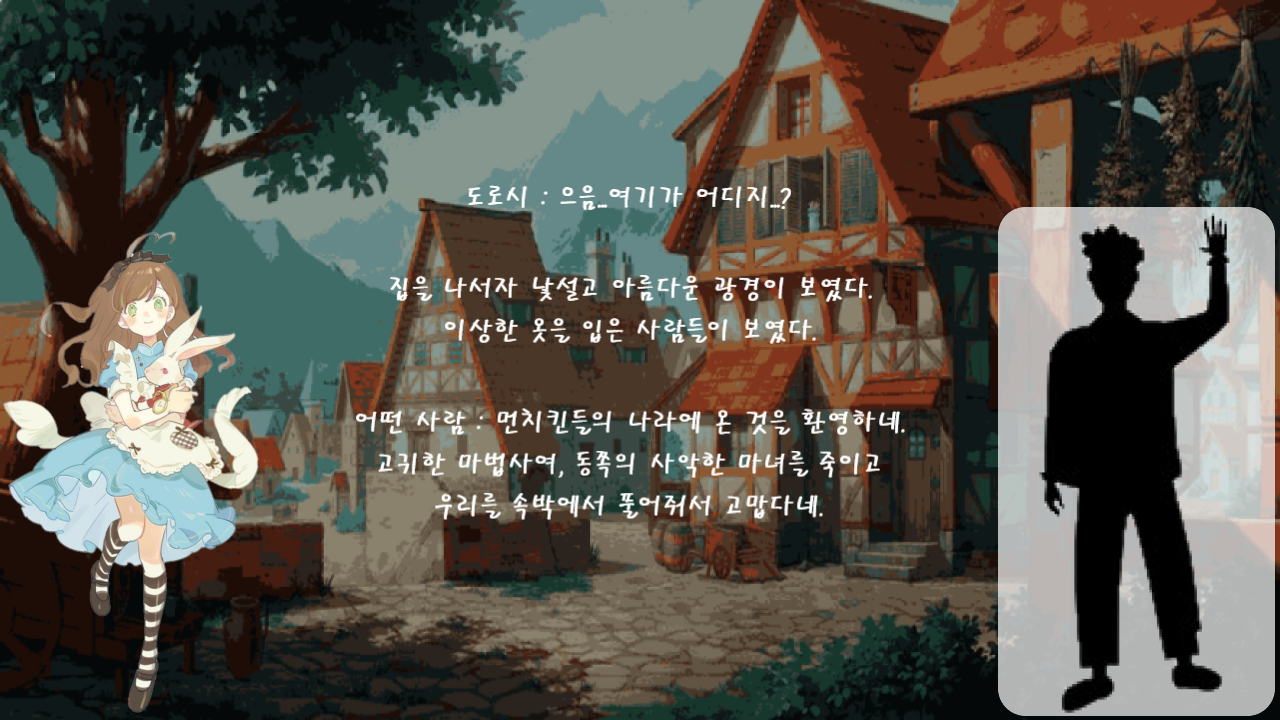 도로시 : 으음...여기가 어디지...?
집을 나서자 낯설고 아름다운 광경이 보였다.
이상한 옷을 입은 사람들이 보였다.
어떤 사람 : 먼치킨들의 나라에 온 것을 환영하네.
고귀한 마법사여, 동쪽의 사악한 마녀를 죽이고
우리를 속박에서 풀어줘서 고맙다네.